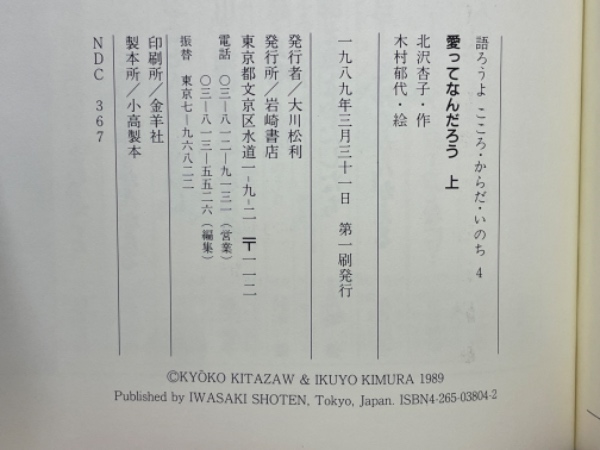 語ろうよ こころ・からだ・いのち 4
愛ってなんだろう 上
北沢杏子・作
木村郁代・絵
一九八九年三月三十一日 第一刷発行
発行者/大川松利
発行所/岩崎書店
東京都文京区水道一-九-二 〒一一二
電話 〇三-八一二-九一三一(営業)
〇三-八一三-五五二六(編集)
振替 東京七-九六八二二
印刷所/金羊社
製本所/小高製本
NDC 367
©KYŌKO KITAZAW & IKUYO KIMURA 1989
Published by IWASAKI SHOTEN, Tokyo, Japan. ISBN4-265-03804-2